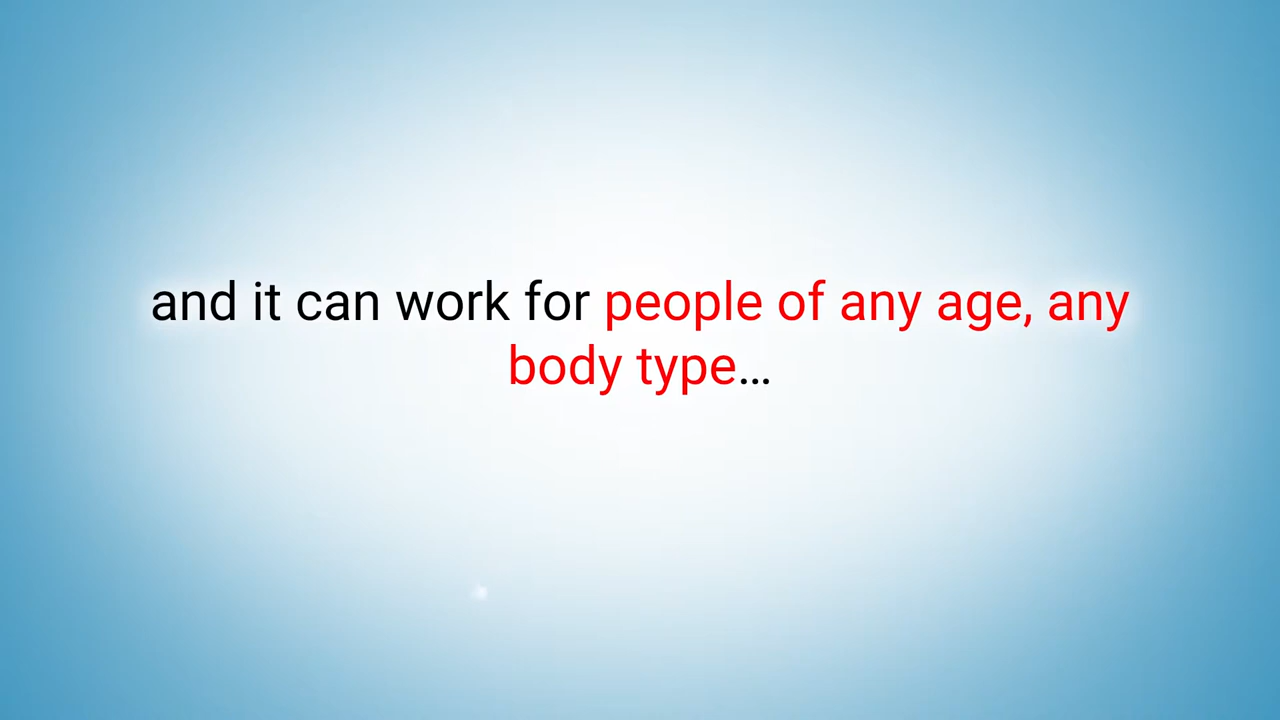 and it can work for people of any age, any
body type…